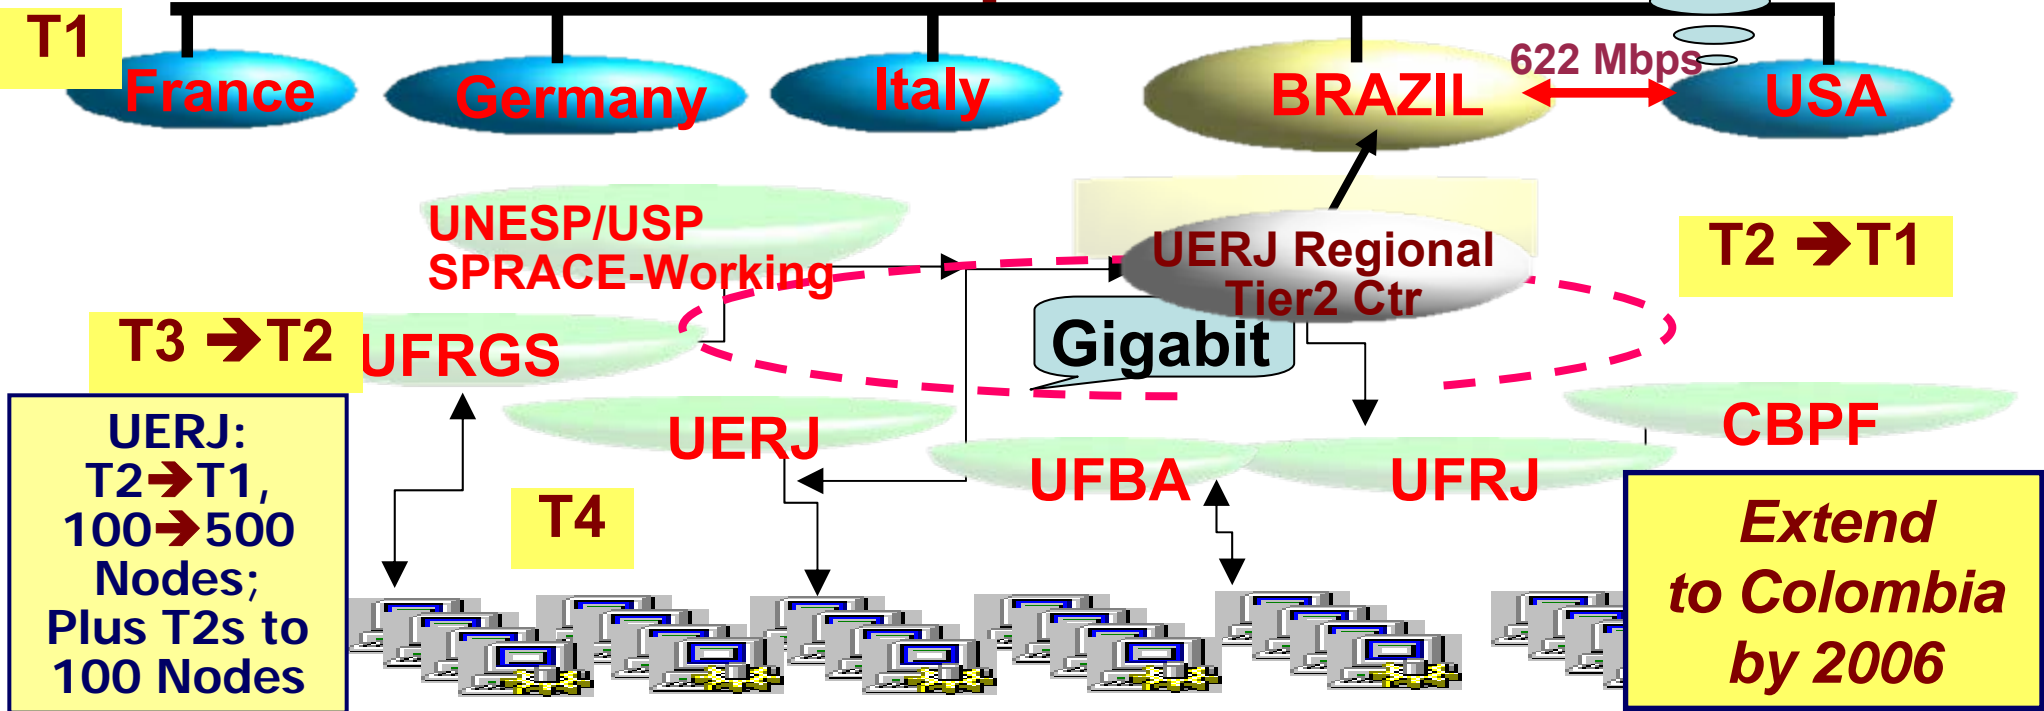 T1
France
Germany
Italy
BRAZIL
622 Mbps
USA
UNESP/USP
SPRACE-Working
UERJ Regional
Tier2 Ctr
T2 ➔T1
T3 ➔T2
UFRGS
Gigabit
UERJ
UFBA
UFRJ
CBPF
UERJ:
T2➔T1,
100➔500
Nodes;
Plus T2s to
100 Nodes
T4
Extend
to Colombia
by 2006